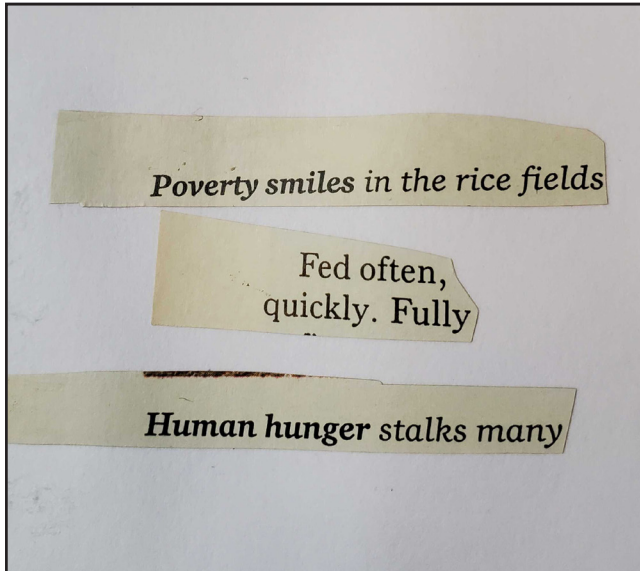 Poverty smiles in the rice fields
Fed often,
quickly. Fully
Human hunger stalks many